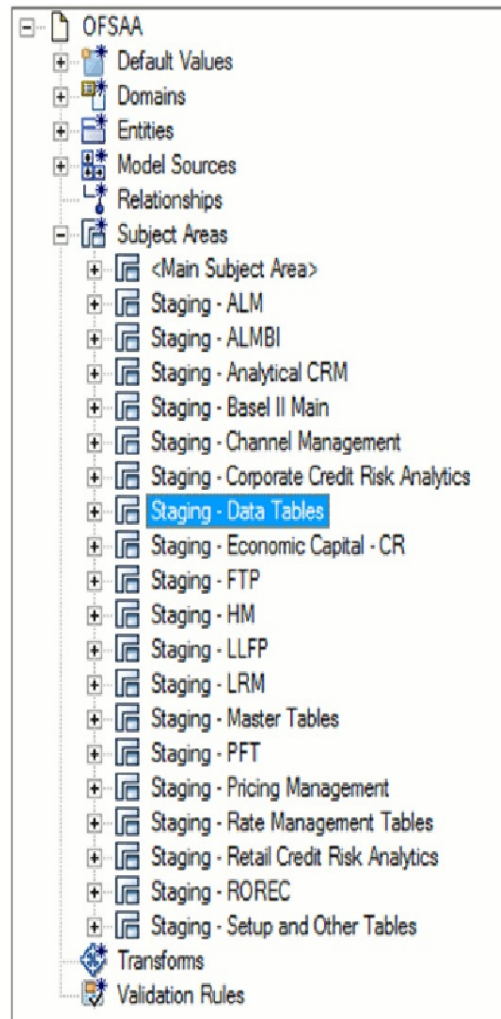 OFSAA
Default Values
Domains
Entities
Model Sources
Relationships
Subject Areas
<Main Subject Area>
Staging - ALM
Staging - ALMBI
Staging - Analytical CRM
Staging - Basel II Main
Staging - Channel Management
Staging - Corporate Credit Risk Analytics
Staging - Data Tables
Staging - Economic Capital - CR
Staging - FTP
Staging - HM
Staging - LLFP
Staging - LRM
Staging - Master Tables
Staging - PFT
Staging - Pricing Management
Staging - Rate Management Tables
Staging - Retail Credit Risk Analytics
Staging - ROREC
Staging - Setup and Other Tables
Transforms
Validation Rules